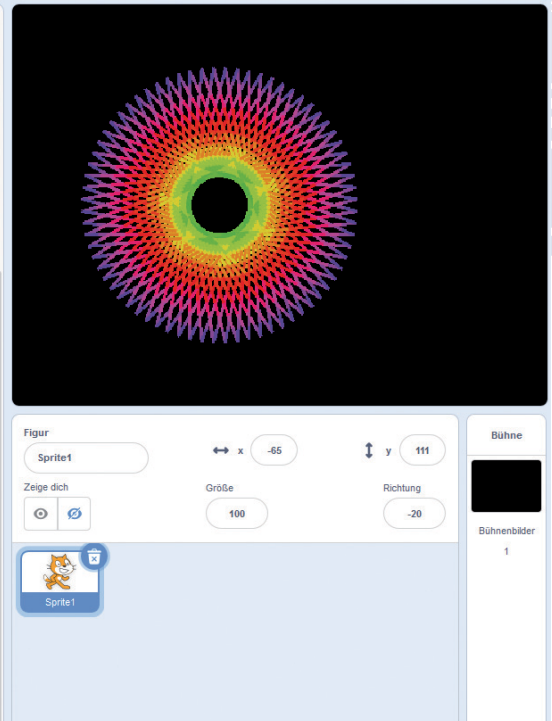 Figur
Sprite1
x -65
y 111
Zeige dich
Größe
100
Richtung
-20
Sprite1
Bühne
Bühnenbilder
1